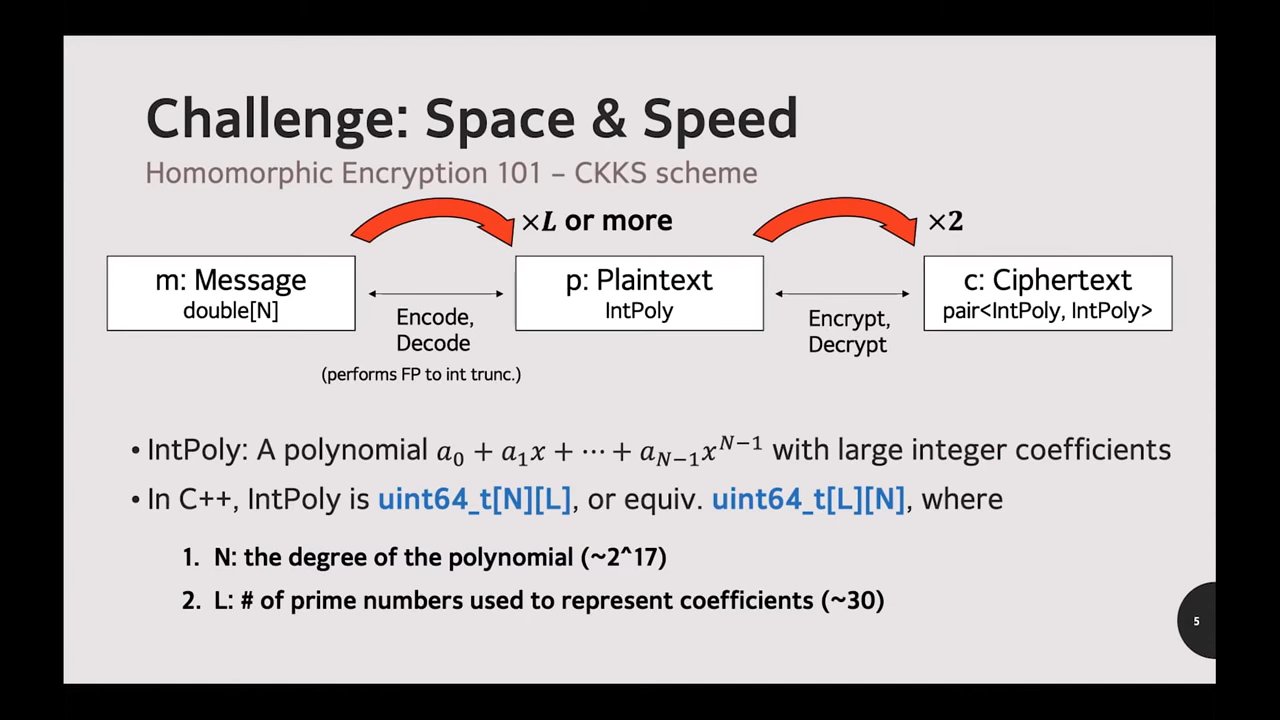 Challenge: Space & Speed
Homomorphic Encryption 101 – CKKS scheme
×L or more
×2
m: Message
double[N]
Encode,
Decode
(performs FP to int trunc.)
p: Plaintext
IntPoly
Encrypt,
Decrypt
c: Ciphertext
pair<IntPoly, IntPoly>
• IntPoly: A polynomial a₀ + a₁x + ⋯ + a_{N−1}x^{N−1} with large integer coefficients
• In C++, IntPoly is uint64_t[N][L], or equiv. uint64_t[L][N], where
1. N: the degree of the polynomial (~2^17)
2. L: # of prime numbers used to represent coefficients (~30)
5